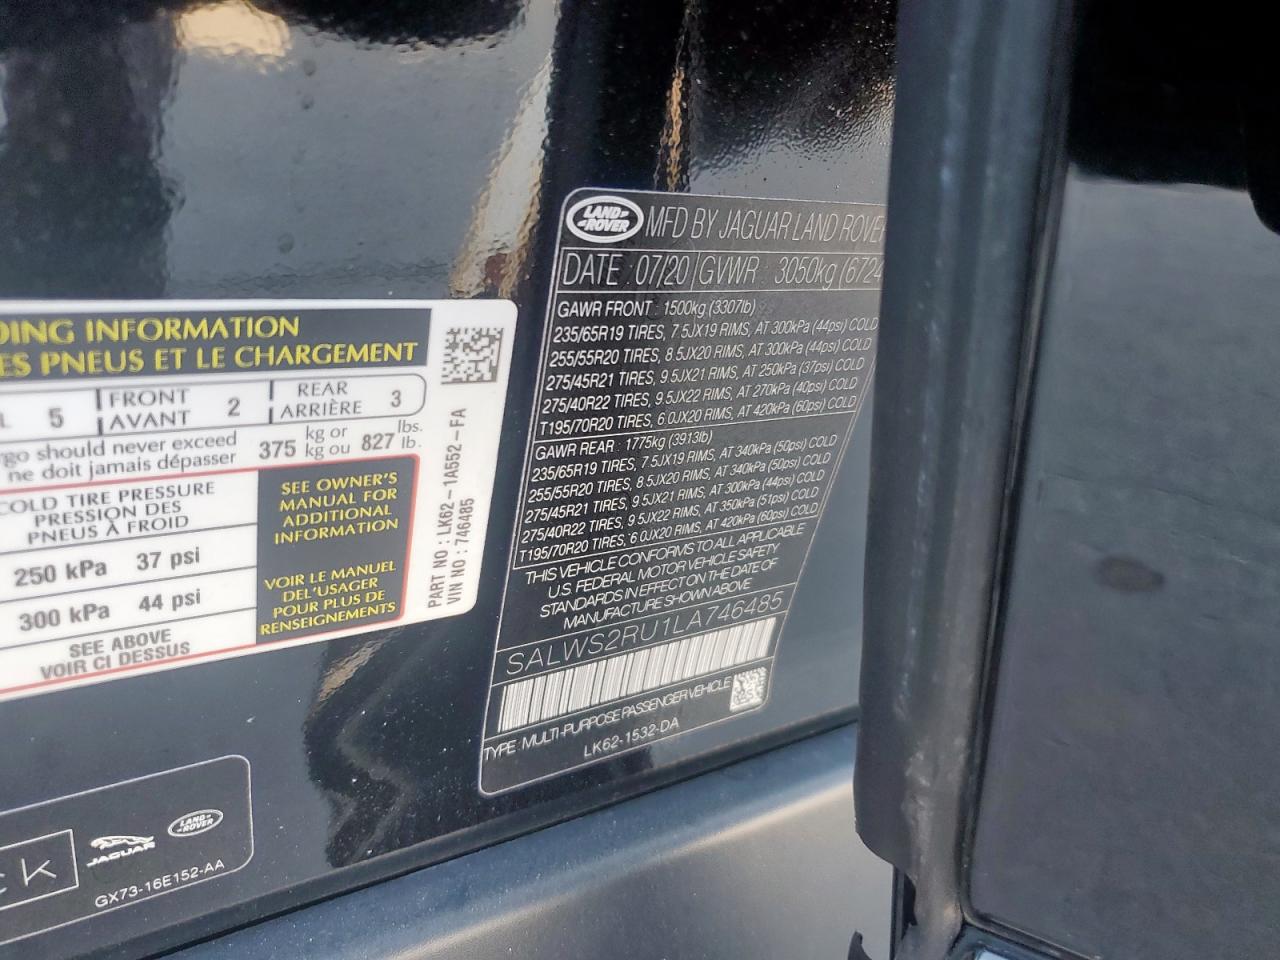 DING INFORMATION
ES PNEUS ET LE CHARGEMENT
L 5 FRONT AVANT 2 REAR ARRIÈRE 3
rgo should never exceed 375 kg or 827 lbs.
ne doit jamais dépasser kg ou lb.
COLD TIRE PRESSURE
PRESSION DES
PNEUS À FROID
250 kPa 37 psi
300 kPa 44 psi
SEE ABOVE
VOIR CI DESSUS
SEE OWNER'S
MANUAL FOR
ADDITIONAL
INFORMATION
VOIR LE MANUEL
DEL'USAGER
POUR PLUS DE
RENSEIGNEMENTS
PART NO : LK62-1A552-FA
VIN NO : 746485
LAND ROVER
MFD BY JAGUAR LAND ROVER
DATE : 07/20 GVWR : 3050kg (6724
GAWR FRONT : 1500kg (3307lb)
235/65R19 TIRES, 7.5JX19 RIMS, AT 300kPa (44psi) COLD
255/55R20 TIRES, 8.5JX20 RIMS, AT 300kPa (44psi) COLD
275/45R21 TIRES, 9.5JX21 RIMS, AT 250kPa (37psi) COLD
275/40R22 TIRES, 9.5JX22 RIMS, AT 270kPa (40psi) COLD
T195/70R20 TIRES, 6.0JX20 RIMS, AT 420kPa (60psi) COLD
GAWR REAR : 1775kg (3913lb)
235/65R19 TIRES, 7.5JX19 RIMS, AT 340kPa (50psi) COLD
255/55R20 TIRES, 8.5JX20 RIMS, AT 340kPa (50psi) COLD
275/45R21 TIRES, 9.5JX21 RIMS, AT 300kPa (44psi) COLD
275/40R22 TIRES, 9.5JX22 RIMS, AT 350kPa (51psi) COLD
T195/70R20 TIRES, 6.0JX20 RIMS, AT 420kPa (60psi) COLD
THIS VEHICLE CONFORMS TO ALL APPLICABLE
U.S. FEDERAL MOTOR VEHICLE SAFETY
STANDARDS IN EFFECT ON THE DATE OF
MANUFACTURE SHOWN ABOVE
SALWS2RU1LA746485
TYPE : MULTI-PURPOSE PASSENGER VEHICLE
LK62-1532-DA
CK
JAGUAR
LAND ROVER
GX73-16E152-AA